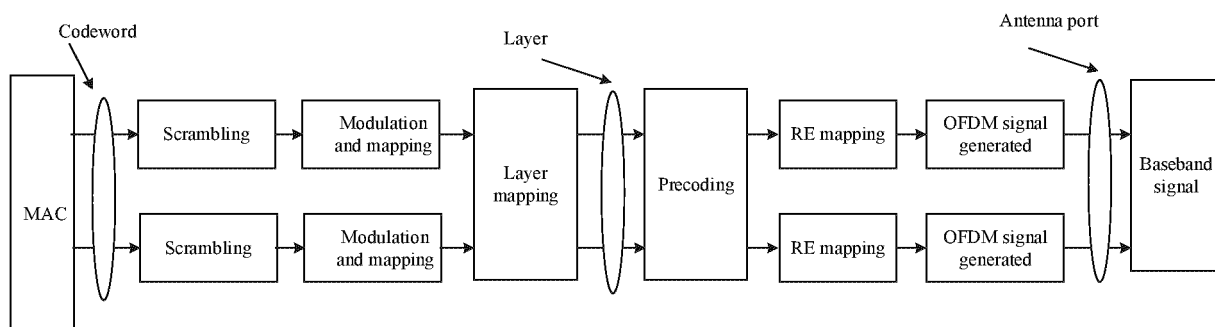 Codeword
Layer
Antenna port
MAC
Scrambling
Modulation
and mapping
Scrambling
Modulation
and mapping
Layer
mapping
Precoding
RE mapping
OFDM signal
generated
RE mapping
OFDM signal
generated
Baseband
signal